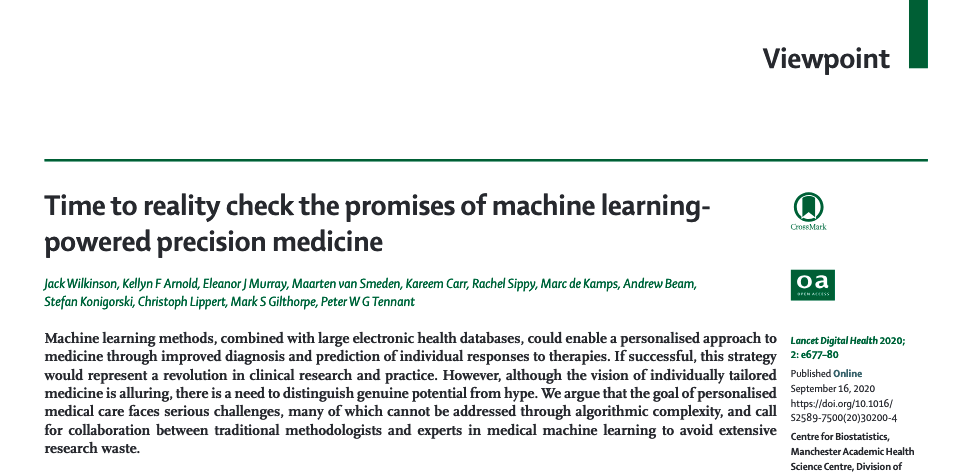 Viewpoint
Time to reality check the promises of machine learning-
powered precision medicine
Jack Wilkinson, Kellyn F Arnold, Eleanor J Murray, Maarten van Smeden, Kareem Carr, Rachel Sippy, Marc de Kamps, Andrew Beam,
Stefan Konigorski, Christoph Lippert, Mark S Gilthorpe, Peter W G Tennant
Machine learning methods, combined with large electronic health databases, could enable a personalised approach to
medicine through improved diagnosis and prediction of individual responses to therapies. If successful, this strategy
would represent a revolution in clinical research and practice. However, although the vision of individually tailored
medicine is alluring, there is a need to distinguish genuine potential from hype. We argue that the goal of personalised
medical care faces serious challenges, many of which cannot be addressed through algorithmic complexity, and call
for collaboration between traditional methodologists and experts in medical machine learning to avoid extensive
research waste.
CrossMark
oa
OPEN ACCESS
Lancet Digital Health 2020;
2: e677–80
Published Online
September 16, 2020
https://doi.org/10.1016/
S2589-7500(20)30200-4
Centre for Biostatistics,
Manchester Academic Health
Science Centre, Division of